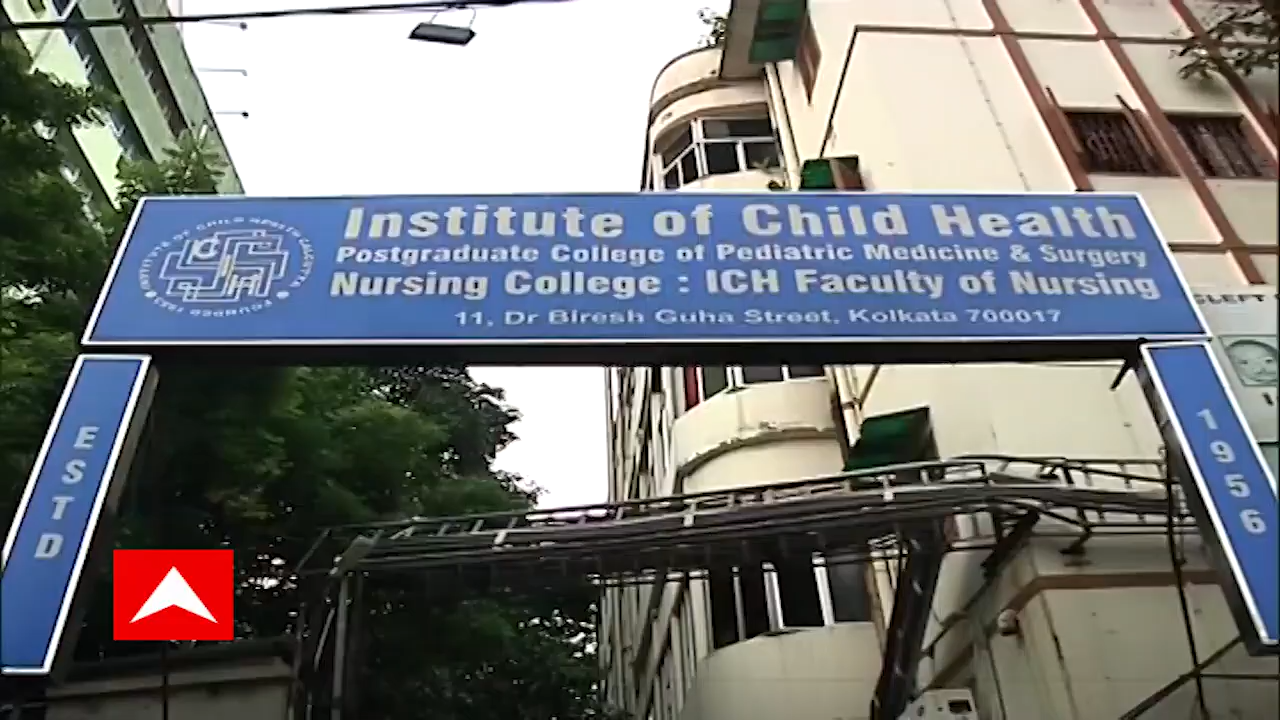 Institute of Child Health
Postgraduate College of Pediatric Medicine & Surgery
Nursing College : ICH Faculty of Nursing
11, Dr Biresh Guha Street, Kolkata 700017
ESTD
1956
CLEFT